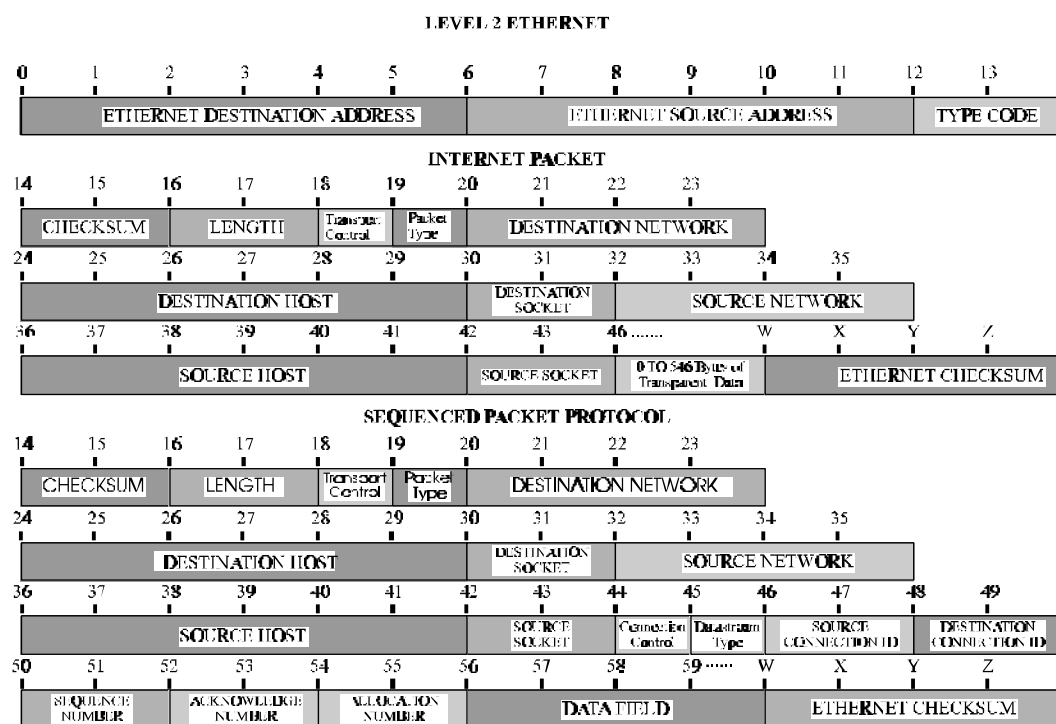 LEVEL 2 ETHERNET
0 1 2 3 4 5 6 7 8 9 10 11 12 13
ETHERNET DESTINATION ADDRESS ETHERNET SOURCE ADDRESS TYPE CODE
INTERNET PACKET
14 15 16 17 18 19 20 21 22 23
CHECKSUM LENGTH Transport Control Packet Type DESTINATION NETWORK
24 25 26 27 28 29 30 31 32 33 34 35
DESTINATION HOST DESTINATION SOCKET SOURCE NETWORK
36 37 38 39 40 41 42 43 46 ....... W X Y Z
SOURCE HOST SOURCE SOCKET 0 TO 546 Bytes of Transparent Data ETHERNET CHECKSUM
SEQUENCED PACKET PROTOCOL
14 15 16 17 18 19 20 21 22 23
CHECKSUM LENGTH Transport Control Packet Type DESTINATION NETWORK
24 25 26 27 28 29 30 31 32 33 34 35
DESTINATION HOST DESTINATION SOCKET SOURCE NETWORK
36 37 38 39 40 41 42 43 44 45 46 47 48 49
SOURCE HOST SOURCE SOCKET Connection Control Datastream Type SOURCE CONNECTION ID DESTINATION CONNECTION ID
50 51 52 53 54 55 56 57 58 59 ...... W X Y Z
SEQUENCE NUMBER ACKNOWLEDGE NUMBER ALLOCATION NUMBER DATA FIELD ETHERNET CHECKSUM